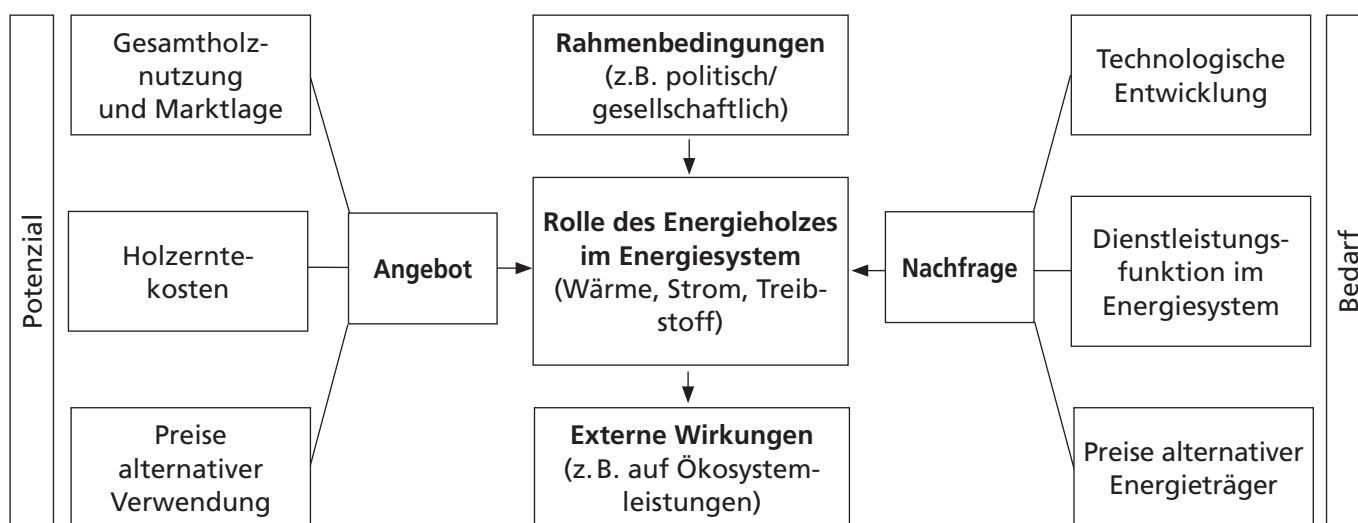 Potenzial
Gesamtholz-
nutzung
und Marktlage
Holzernte-
kosten
Preise
alternativer
Verwendung
Angebot
Rahmenbedingungen
(z.B. politisch/
gesellschaftlich)
Rolle des Energieholzes
im Energiesystem
(Wärme, Strom, Treib-
stoff)
Externe Wirkungen
(z. B. auf Ökosystem-
leistungen)
Nachfrage
Technologische
Entwicklung
Dienstleistungs-
funktion im
Energiesystem
Preise alternativer
Energieträger
Bedarf